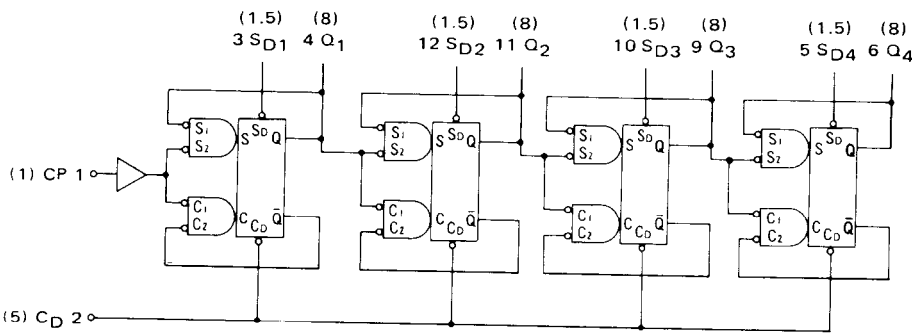 (1.5) (8) (1.5) (8) (1.5) (8) (1.5) (8)
3 SD1 4 Q1 12 SD2 11 Q2 10 SD3 9 Q3 5 SD4 6 Q4
S1 SD S1 SD S1 SD S1 SD
S2 S Q S2 S Q S2 S Q S2 S Q
(1) CP 1
C1 C1 C1 C1
C2 C CD Q̄ C2 C CD Q̄ C2 C CD Q̄ C2 C CD Q̄
(5) CD 2